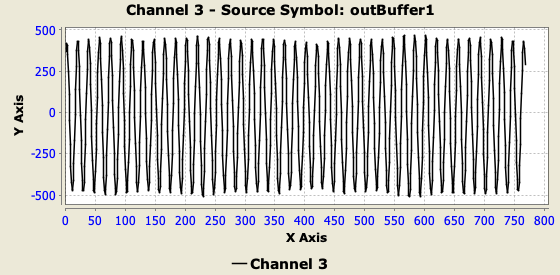 Channel 3 - Source Symbol: outBuffer1
500
250
0
-250
-500
Y Axis
0 50 100 150 200 250 300 350 400 450 500 550 600 650 700 750 800
X Axis
Channel 3